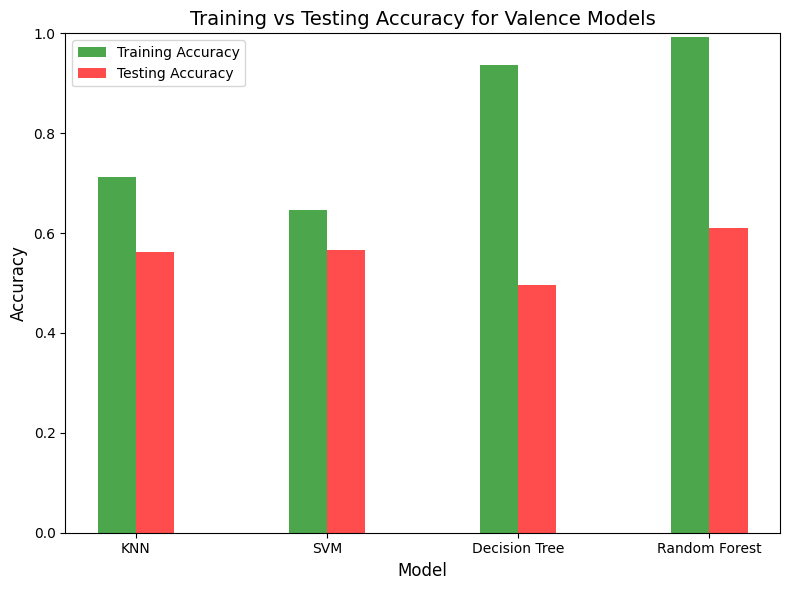 Training vs Testing Accuracy for Valence Models
Training Accuracy
Testing Accuracy
1.0
0.8
0.6
0.4
0.2
0.0
Accuracy
KNN
SVM
Decision Tree
Random Forest
Model